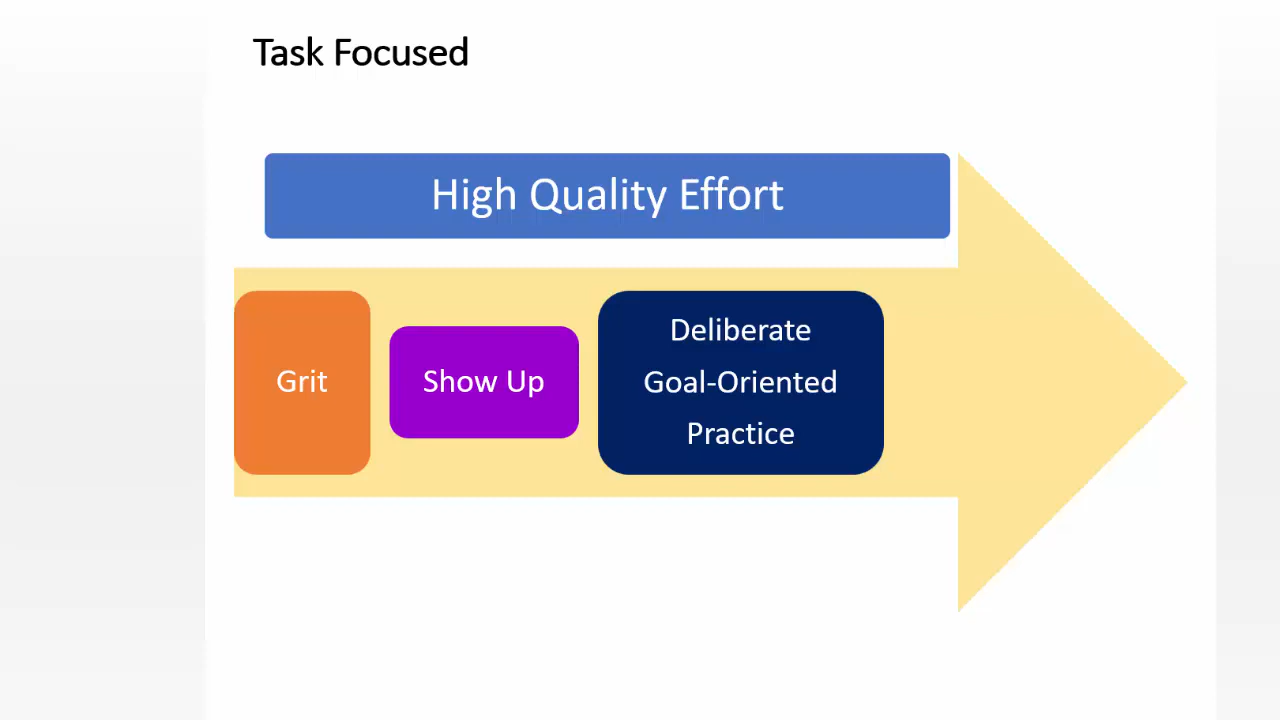 Task Focused
High Quality Effort
Grit
Show Up
Deliberate
Goal-Oriented
Practice